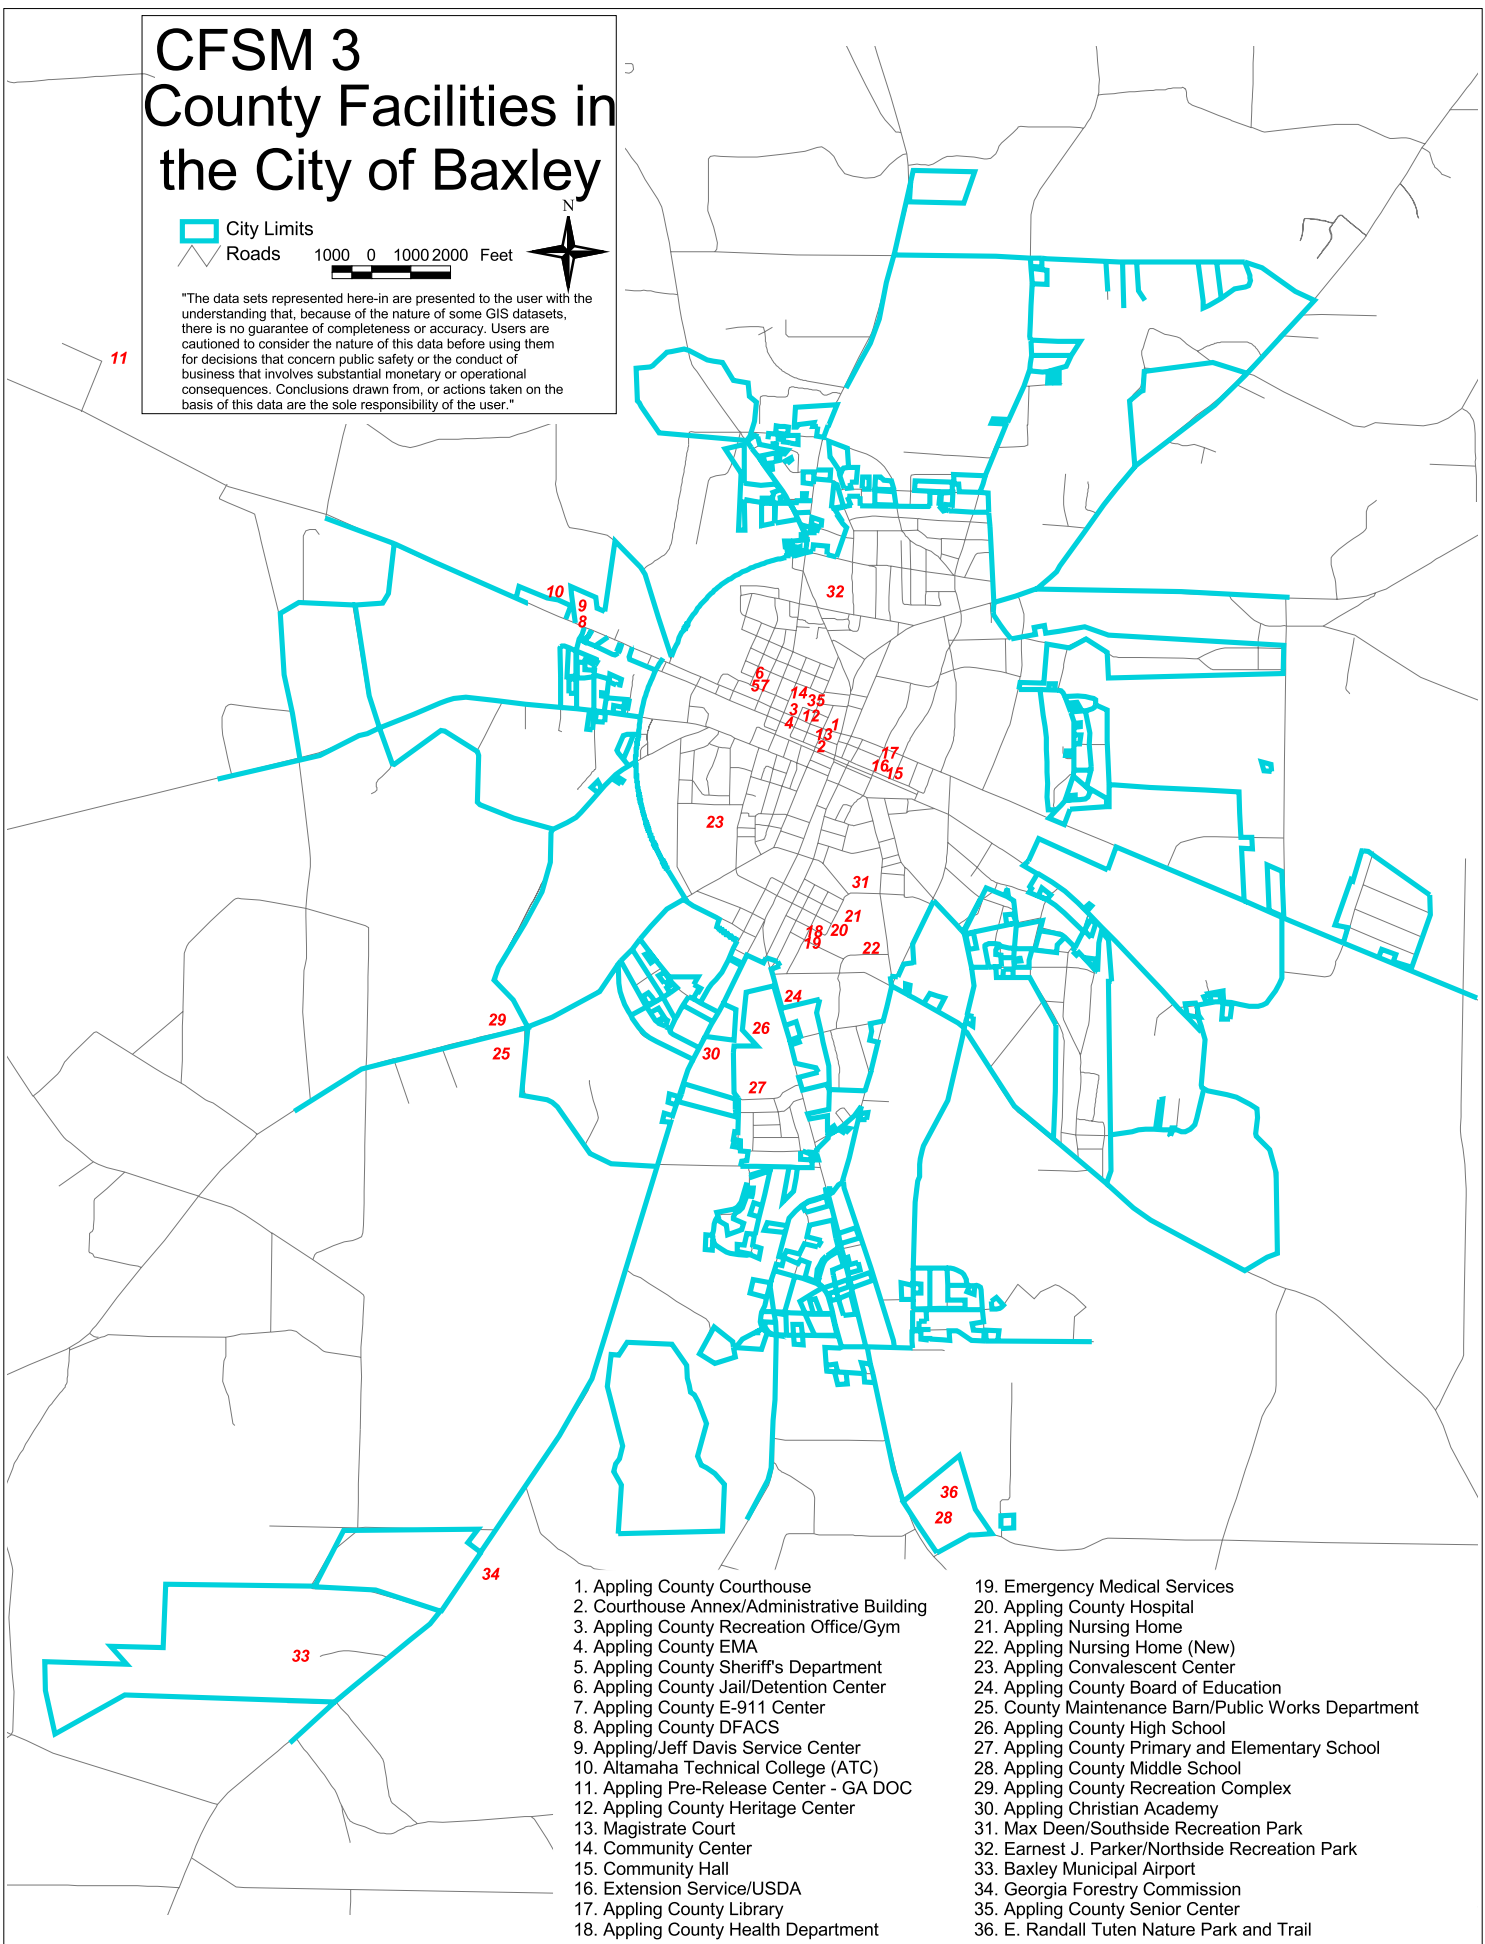 CFSM 3
County Facilities in
the City of Baxley
N
City Limits
Roads
1000 0 1000 2000 Feet
"The data sets represented here-in are presented to the user with the
understanding that, because of the nature of some GIS datasets,
there is no guarantee of completeness or accuracy. Users are
cautioned to consider the nature of this data before using them
for decisions that concern public safety or the conduct of
business that involves substantial monetary or operational
consequences. Conclusions drawn from, or actions taken on the
basis of this data are the sole responsibility of the user."
11
10
9
8
32
6
57
14
35
3
12
4
1
13
2
17
16
15
23
31
21
18
20
19
22
24
29
26
25
30
27
36
28
34
33
1. Appling County Courthouse
2. Courthouse Annex/Administrative Building
3. Appling County Recreation Office/Gym
4. Appling County EMA
5. Appling County Sheriff's Department
6. Appling County Jail/Detention Center
7. Appling County E-911 Center
8. Appling County DFACS
9. Appling/Jeff Davis Service Center
10. Altamaha Technical College (ATC)
11. Appling Pre-Release Center - GA DOC
12. Appling County Heritage Center
13. Magistrate Court
14. Community Center
15. Community Hall
16. Extension Service/USDA
17. Appling County Library
18. Appling County Health Department
19. Emergency Medical Services
20. Appling County Hospital
21. Appling Nursing Home
22. Appling Nursing Home (New)
23. Appling Convalescent Center
24. Appling County Board of Education
25. County Maintenance Barn/Public Works Department
26. Appling County High School
27. Appling County Primary and Elementary School
28. Appling County Middle School
29. Appling County Recreation Complex
30. Appling Christian Academy
31. Max Deen/Southside Recreation Park
32. Earnest J. Parker/Northside Recreation Park
33. Baxley Municipal Airport
34. Georgia Forestry Commission
35. Appling County Senior Center
36. E. Randall Tuten Nature Park and Trail